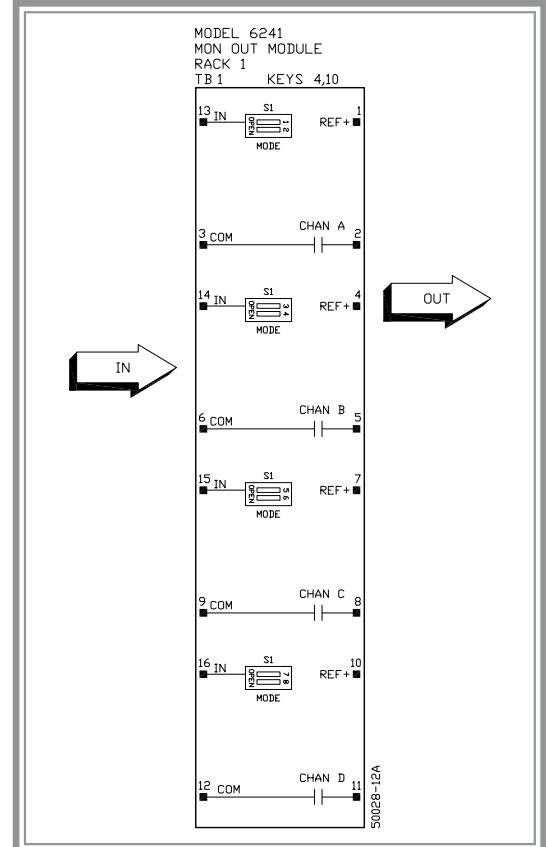 MODEL 6241
MON OUT MODULE
RACK 1
TB1 KEYS 4,10
13 IN
S1
OPEN
1 2
MODE
1
REF+
3 COM
CHAN A
2
14 IN
S1
OPEN
3 4
MODE
4
REF+
OUT
IN
6 COM
CHAN B
5
15 IN
S1
OPEN
5 6
MODE
7
REF+
9 COM
CHAN C
8
16 IN
S1
OPEN
7 8
MODE
10
REF+
12 COM
CHAN D
11
50028-12A